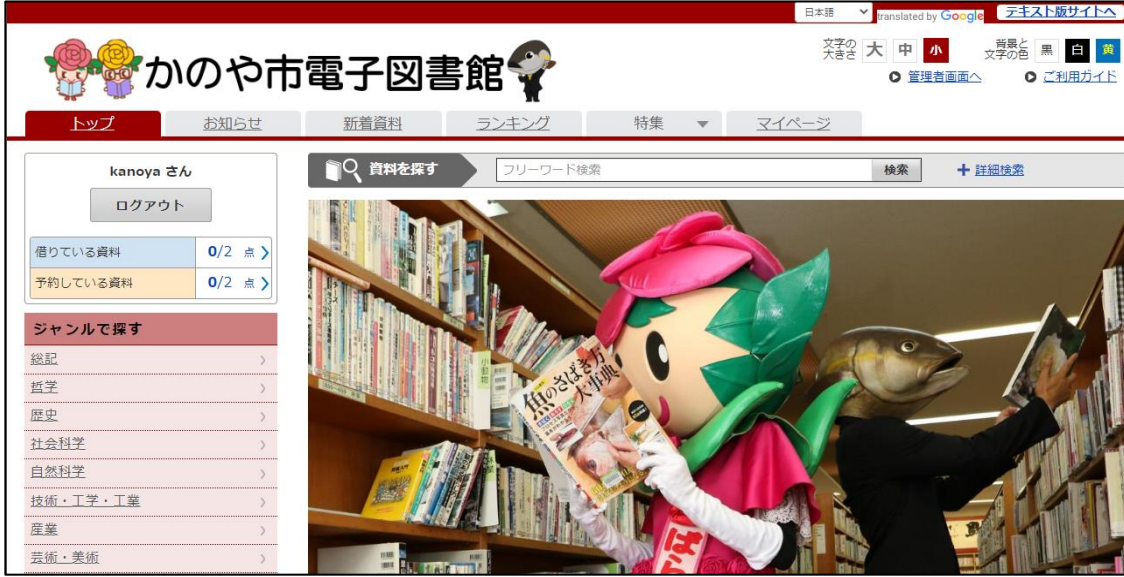 日本語
translated by Google
テキスト版サイトへ
かのや市電子図書館
文字の大きさ 大 中 小
背景と文字の色 黒 白 黄
管理者画面へ
ご利用ガイド
トップ
お知らせ
新着資料
ランキング
特集
マイページ
kanoya さん
ログアウト
借りている資料 0/2 点
予約している資料 0/2 点
ジャンルで探す
総記
哲学
歴史
社会科学
自然科学
技術・工学・工業
産業
芸術・美術
資料を探す
フリーワード検索
検索
詳細検索
小動物
魚のさばき方
大事典